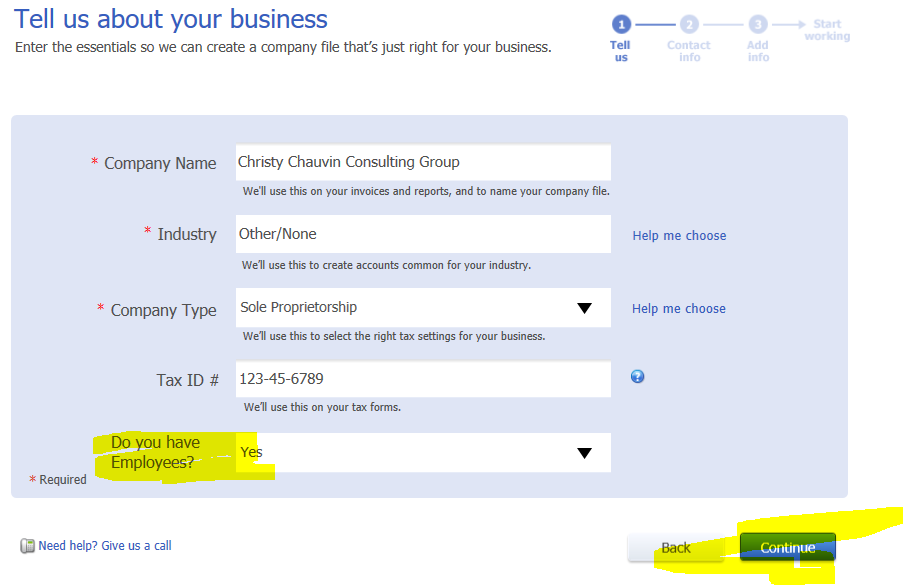 Tell us about your business
Enter the essentials so we can create a company file that's just right for your business.
1 2 3 Start working
Tell us
Contact info
Add info
* Company Name Christy Chauvin Consulting Group
We'll use this on your invoices and reports, and to name your company file.
* Industry Other/None Help me choose
We'll use this to create accounts common for your industry.
* Company Type Sole Proprietorship Help me choose
We'll use this to select the right tax settings for your business.
Tax ID # 123-45-6789 ?
We'll use this on your tax forms.
Do you have
Employees? Yes
* Required
Need help? Give us a call
Back Continue